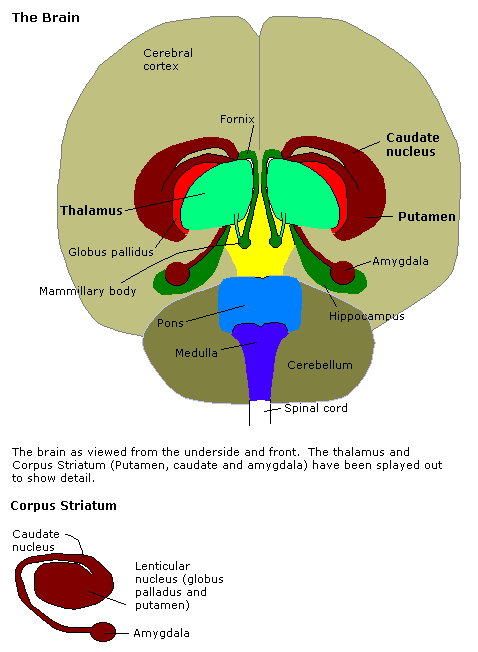 The Brain
Cerebral
cortex
Fornix
Caudate
nucleus
Thalamus
Putamen
Globus pallidus
Amygdala
Mammillary body
Hippocampus
Pons
Medulla
Cerebellum
Spinal cord
The brain as viewed from the underside and front.  The thalamus and
Corpus Striatum (Putamen, caudate and amygdala) have been splayed out
to show detail.
Corpus Striatum
Caudate
nucleus
Lenticular
nucleus (globus
palladus and
putamen)
Amygdala